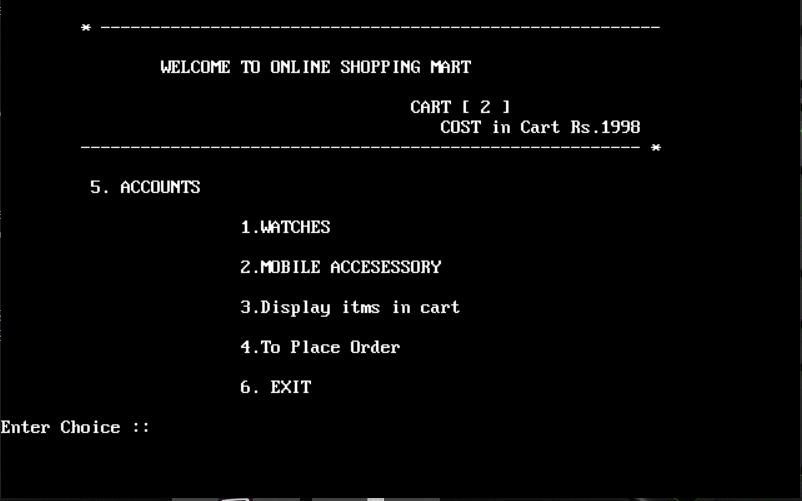 * --------------------------------------------------------
WELCOME TO ONLINE SHOPPING MART
CART [ 2 ]
COST in Cart Rs.1998
-------------------------------------------------------- *
5. ACCOUNTS
1.WATCHES
2.MOBILE ACCESESSORY
3.Display itms in cart
4.To Place Order
6. EXIT
Enter Choice ::